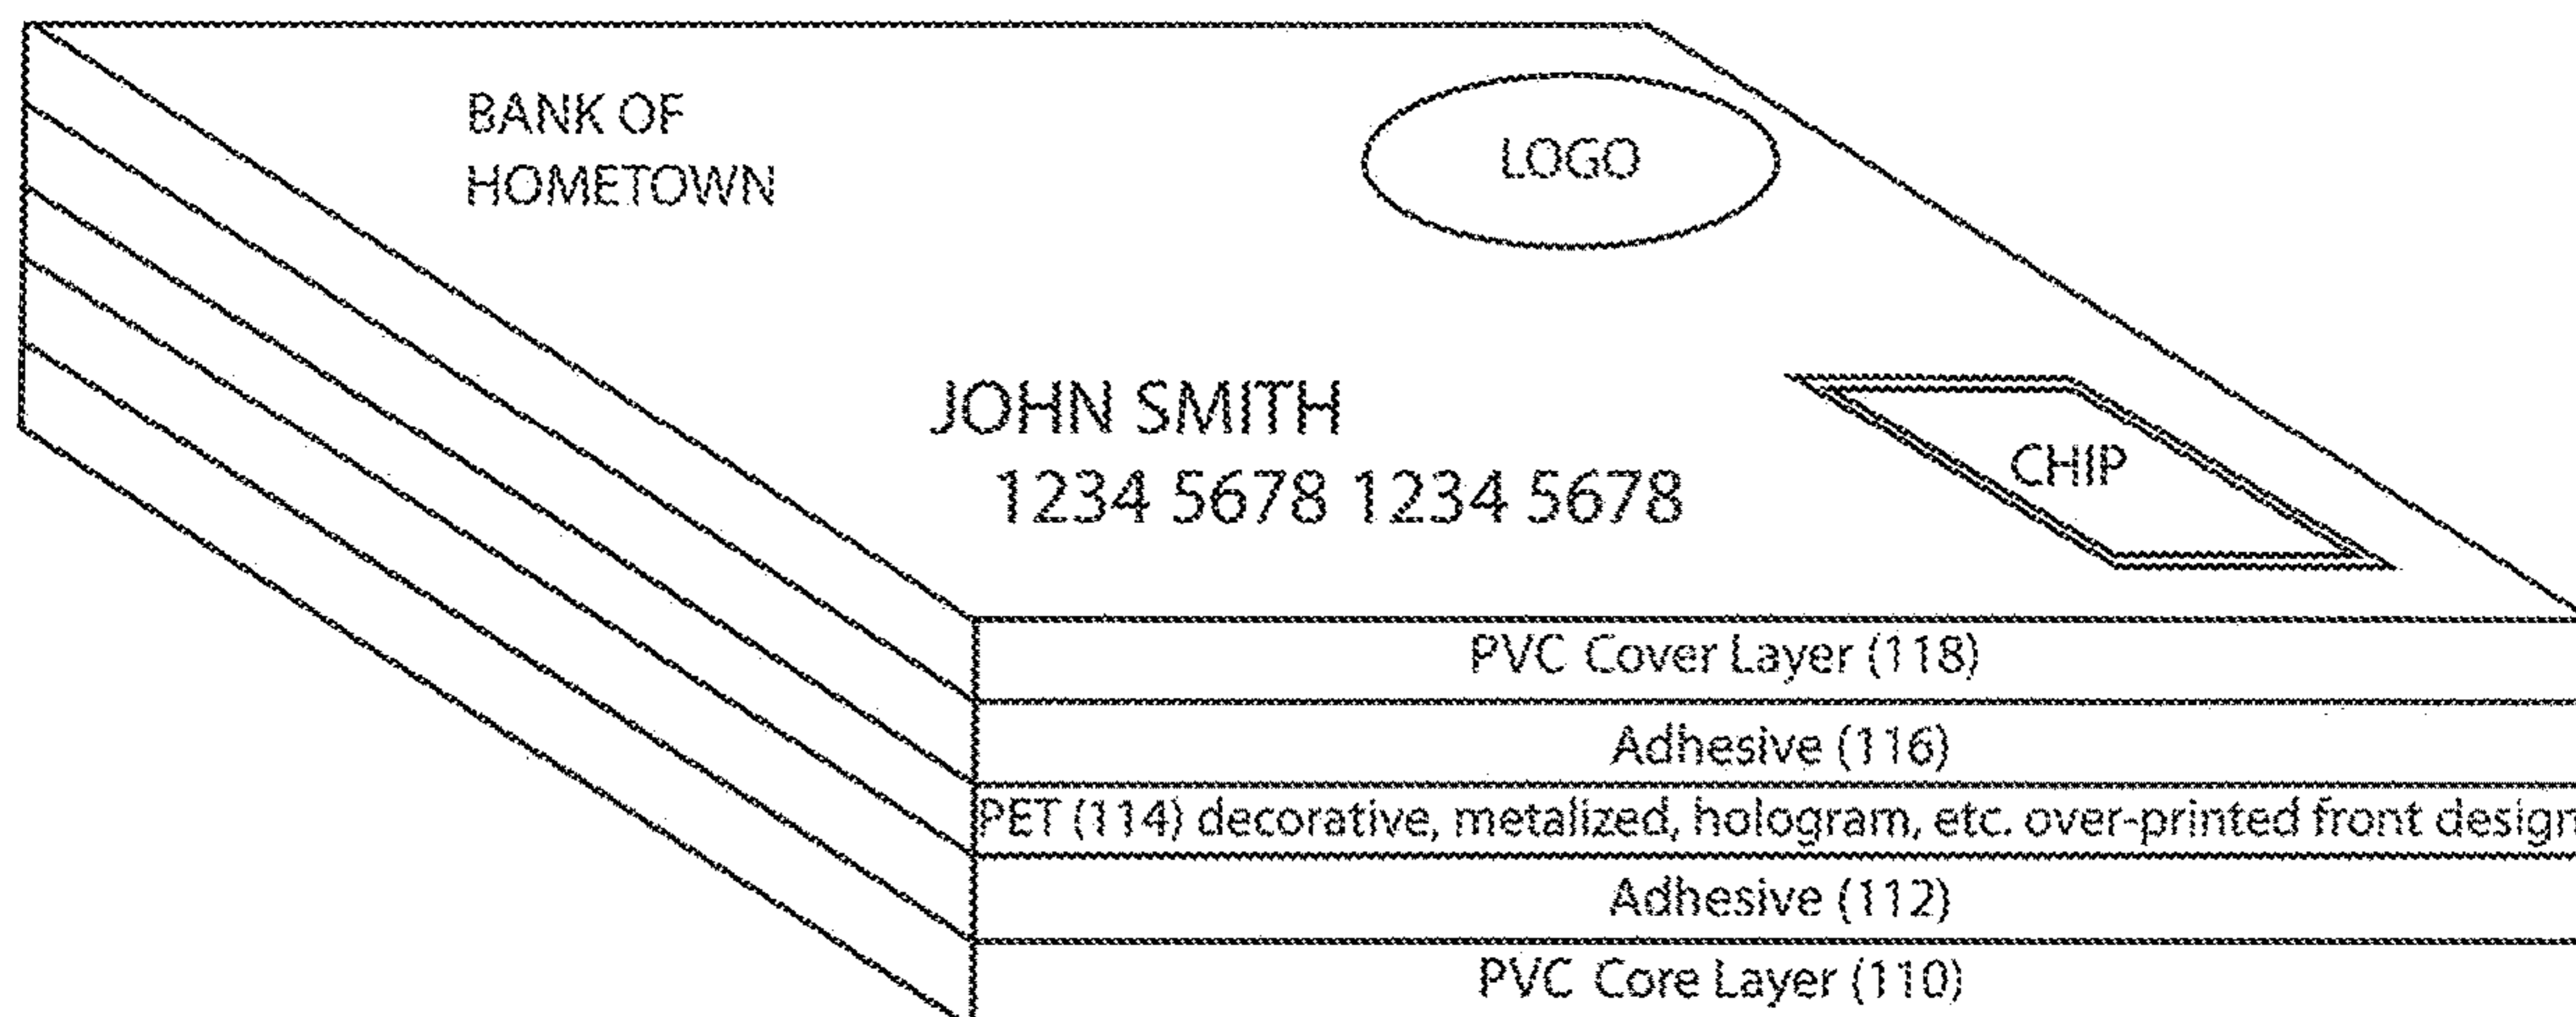 BANK OF
HOMETOWN
LOGO
JOHN SMITH
1234 5678 1234 5678
CHIP
PVC Cover Layer (118)
Adhesive (116)
PET (114) decorative, metalized, hologram, etc. over-printed front design
Adhesive (112)
PVC Core Layer (110)